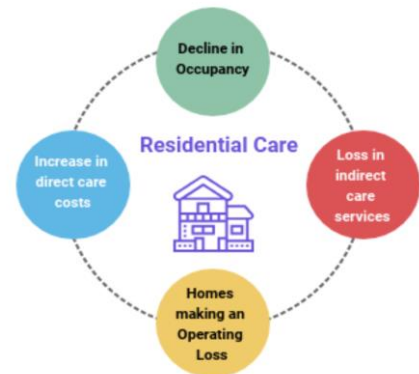 Decline in
Occupancy
Residential Care
Increase in
direct care
costs
Loss in
indirect
care
services
Homes
making an
Operating
Loss